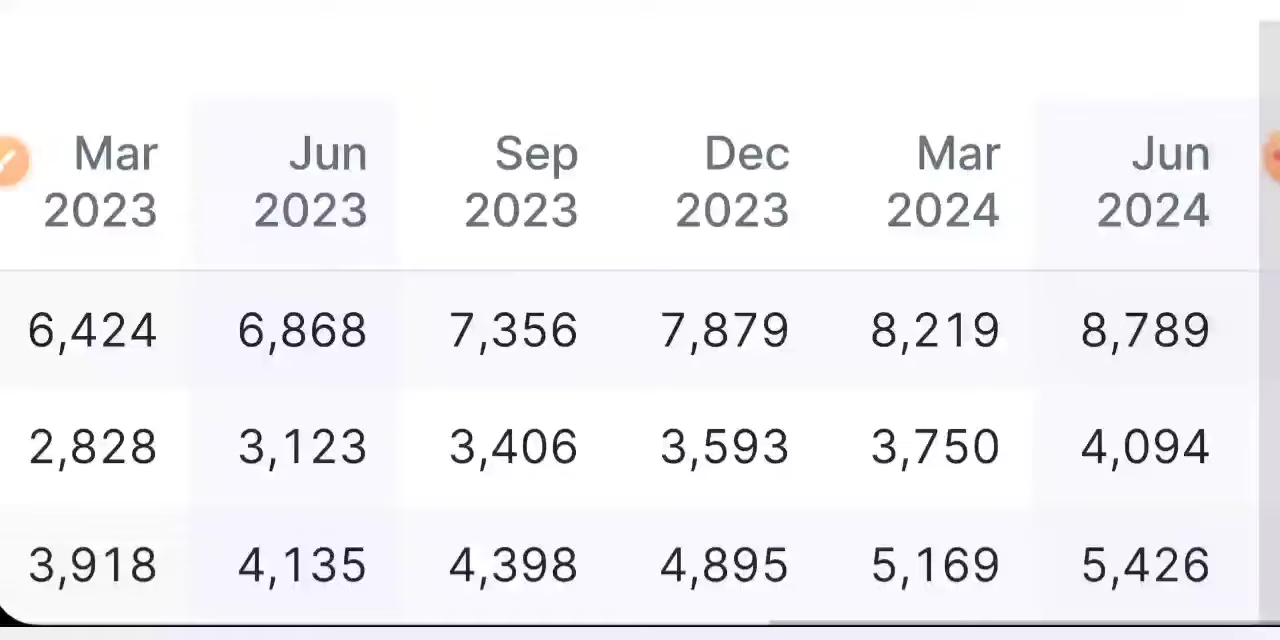 Mar Jun Sep Dec Mar Jun
2023 2023 2023 2023 2024 2024
6,424 6,868 7,356 7,879 8,219 8,789
2,828 3,123 3,406 3,593 3,750 4,094
3,918 4,135 4,398 4,895 5,169 5,426